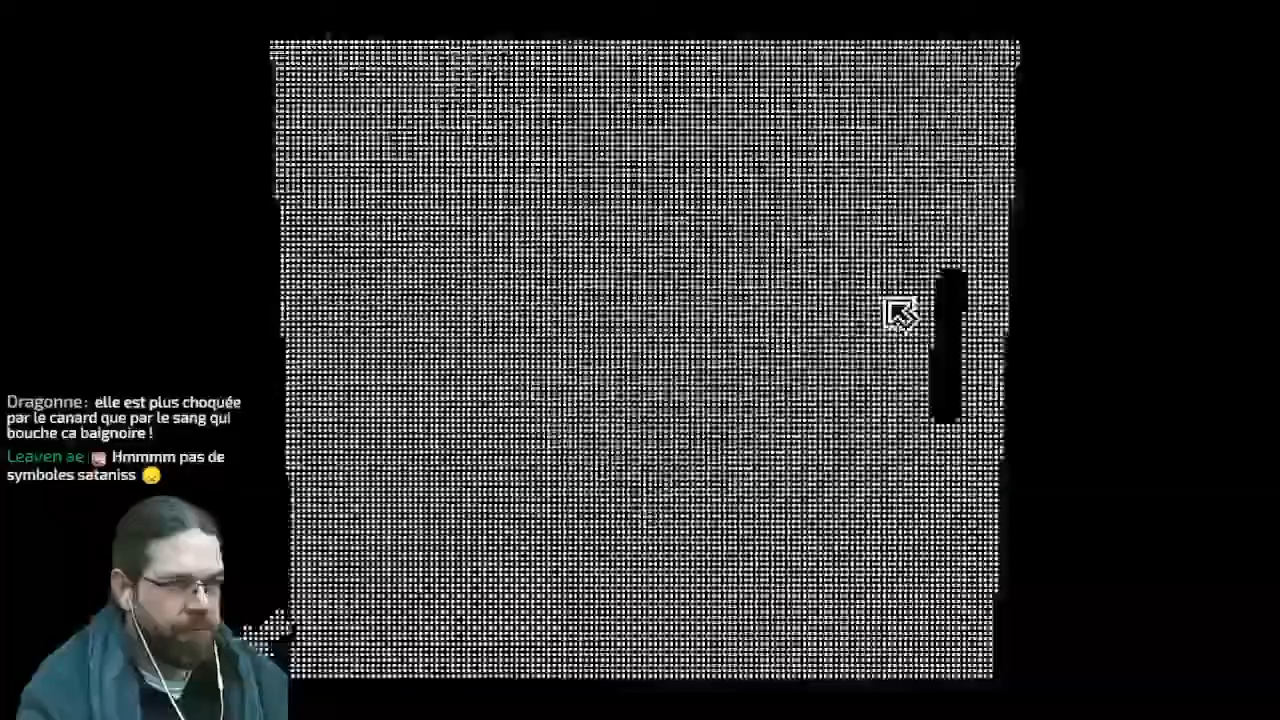 Dragonne: elle est plus choquée
par le canard que par le sang qui
bouche ca baignoire !
Leaven ae Hmmmm pas de
symboles sataniss